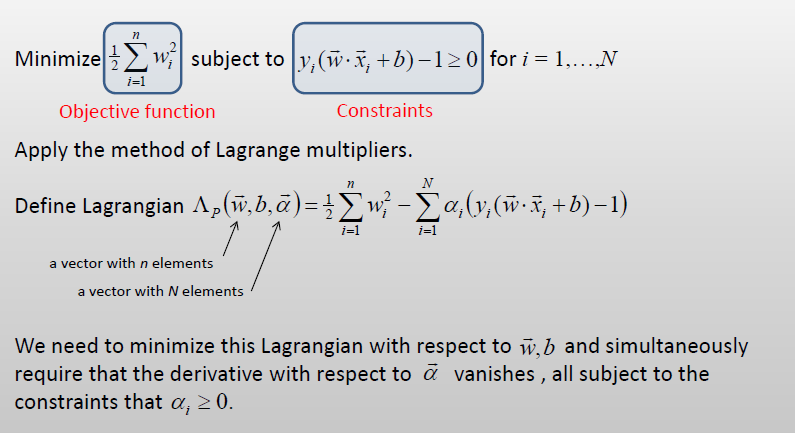 Minimize $\frac{1}{2}\sum_{i=1}^{n} w_i^2$ subject to $y_i(\vec{w}\cdot\vec{x}_i+b)-1\geq 0$ for $i = 1,\ldots,N$
Objective function Constraints
Apply the method of Lagrange multipliers.
Define Lagrangian $\Lambda_P(\vec{w},b,\vec{\alpha})=\frac{1}{2}\sum_{i=1}^{n} w_i^2-\sum_{i=1}^{N}\alpha_i(y_i(\vec{w}\cdot\vec{x}_i+b)-1)$
a vector with n elements
a vector with N elements
We need to minimize this Lagrangian with respect to $\vec{w},b$ and simultaneously
require that the derivative with respect to $\vec{\alpha}$ vanishes , all subject to the
constraints that $\alpha_i \geq 0$.